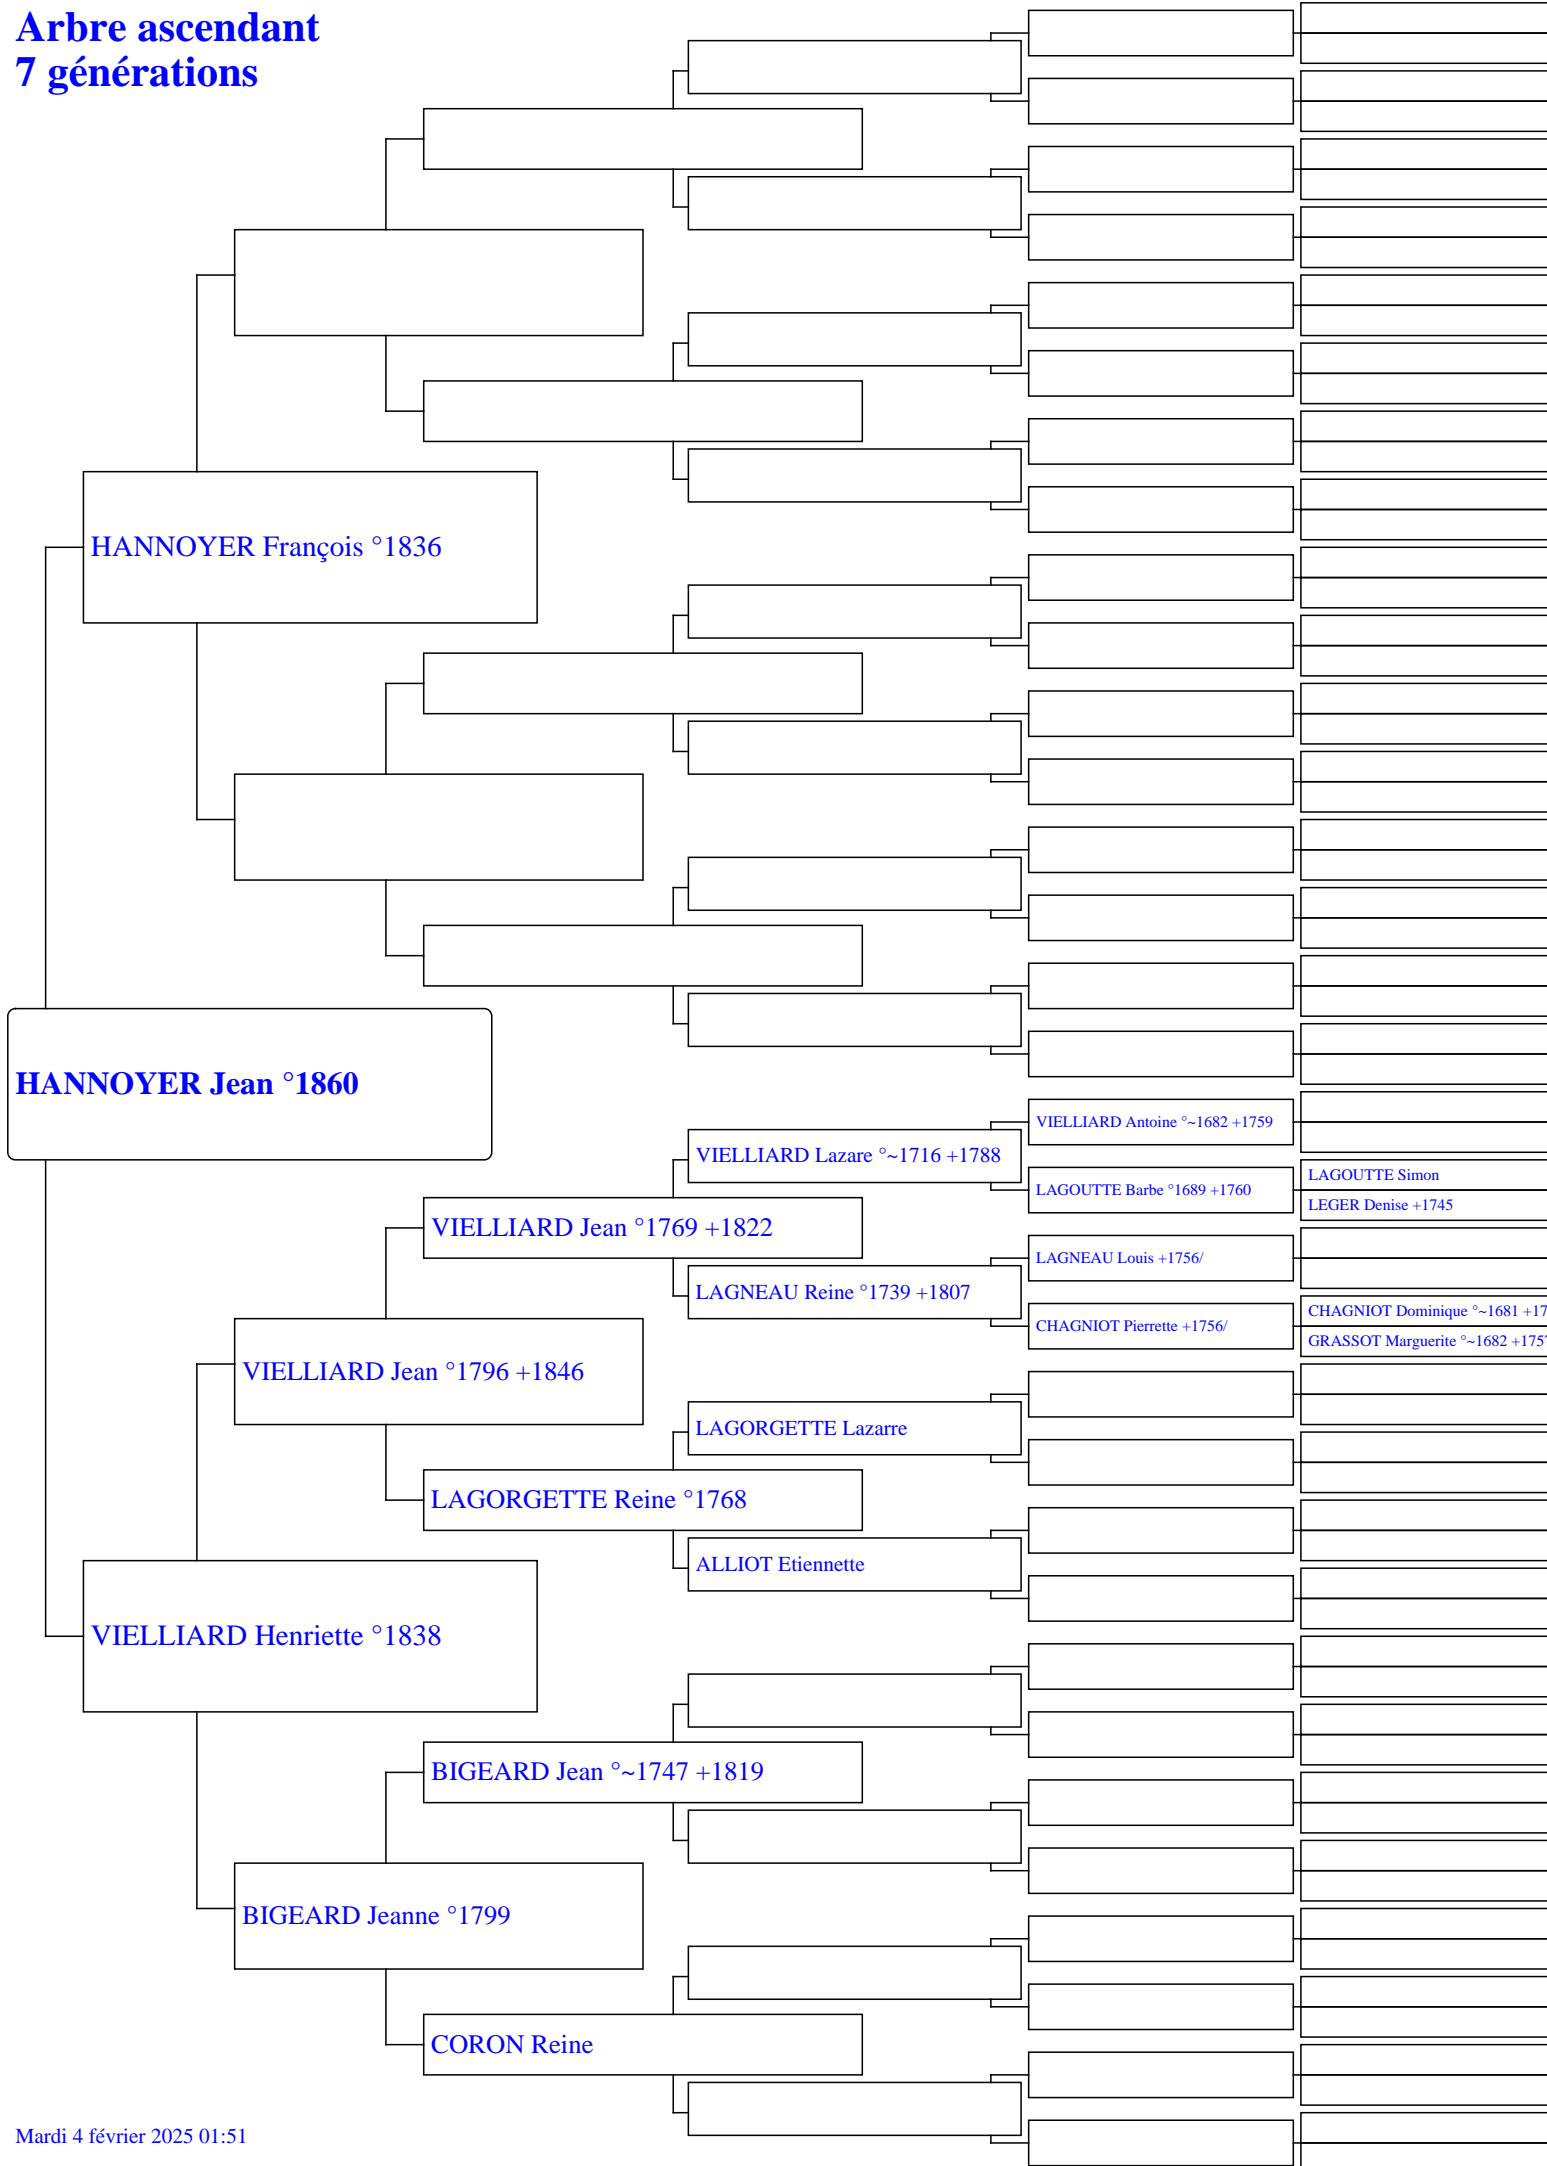 Arbre ascendant
7 générations
HANNOYER François °1836
HANNOYER Jean °1860
VIELLIARD Antoine °~1682 +1759
VIELLIARD Lazare °~1716 +1788
LAGOUTTE Simon
LAGOUTTE Barbe °1689 +1760
LEGER Denise +1745
VIELLIARD Jean °1769 +1822
LAGNEAU Louis +1756/
LAGNEAU Reine °1739 +1807
CHAGNIOT Dominique °~1681 +17
CHAGNIOT Pierrette +1756/
GRASSOT Marguerite °~1682 +1757
VIELLIARD Jean °1796 +1846
LAGORGETTE Lazarre
LAGORGETTE Reine °1768
ALLIOT Etiennette
VIELLIARD Henriette °1838
BIGEARD Jean °~1747 +1819
BIGEARD Jeanne °1799
CORON Reine
Mardi 4 février 2025 01:51